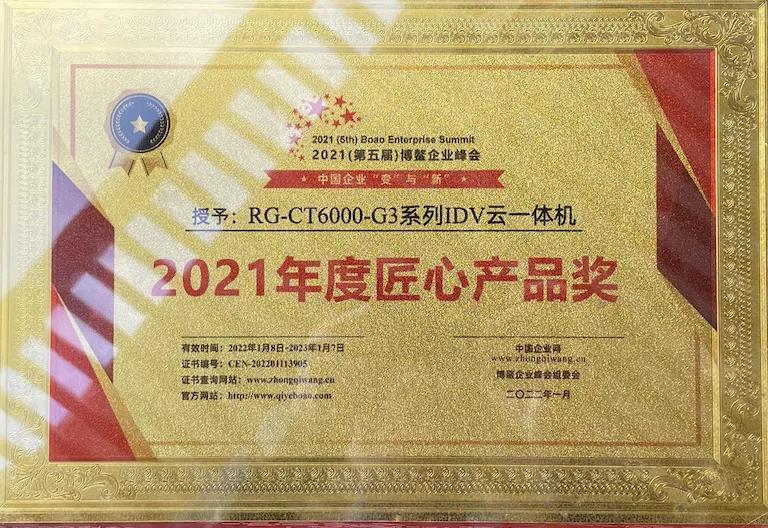 2021 (5th) Boao Enterprise Summit
2021(第五届)博鳌企业峰会
中国企业“变”与“新”
授予：RG-CT6000-G3系列IDV云一体机
2021年度匠心产品奖
有效时间：2022年1月8日-2023年1月7日
证书编号：CEN-202201113905
证书查询网站：www.zhongqiwang.cn
官方网站：http://www.qiyeboao.com
中国企业网
www.zhongqiwang.cn
博鳌企业峰会组委会
二〇二二年一月